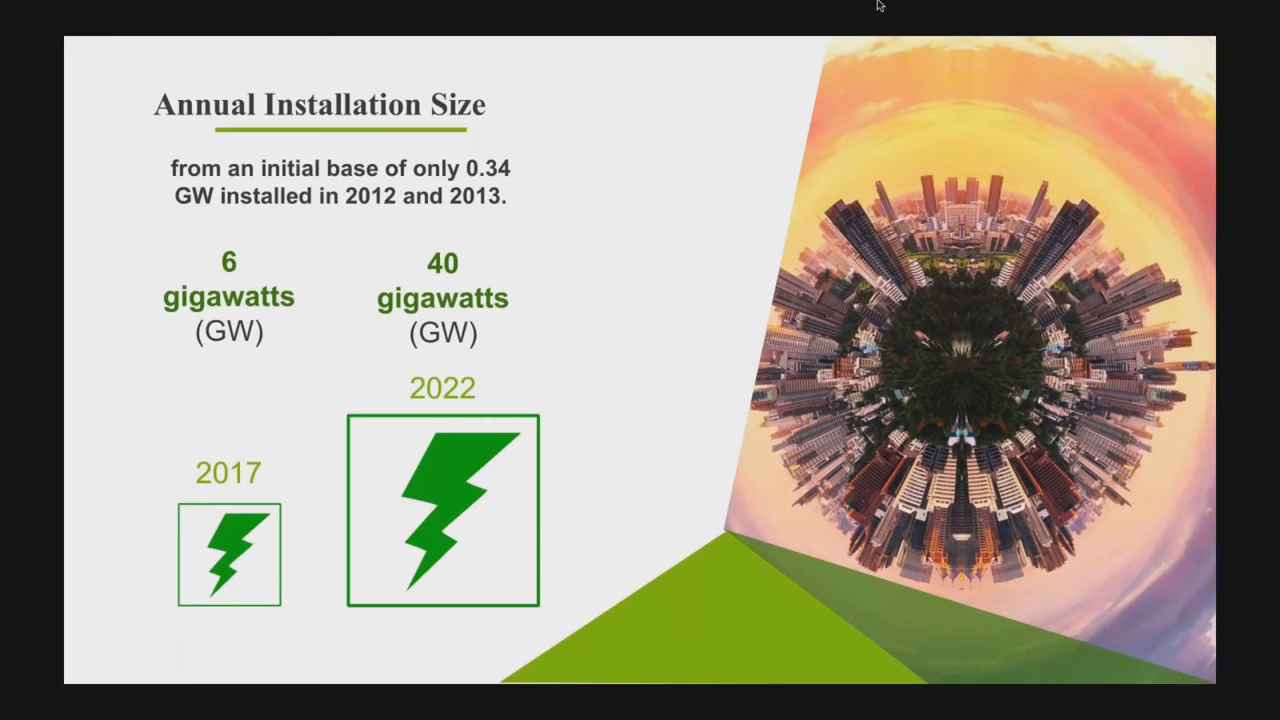 Annual Installation Size
from an initial base of only 0.34
GW installed in 2012 and 2013.
6
gigawatts
(GW)
40
gigawatts
(GW)
2022
2017